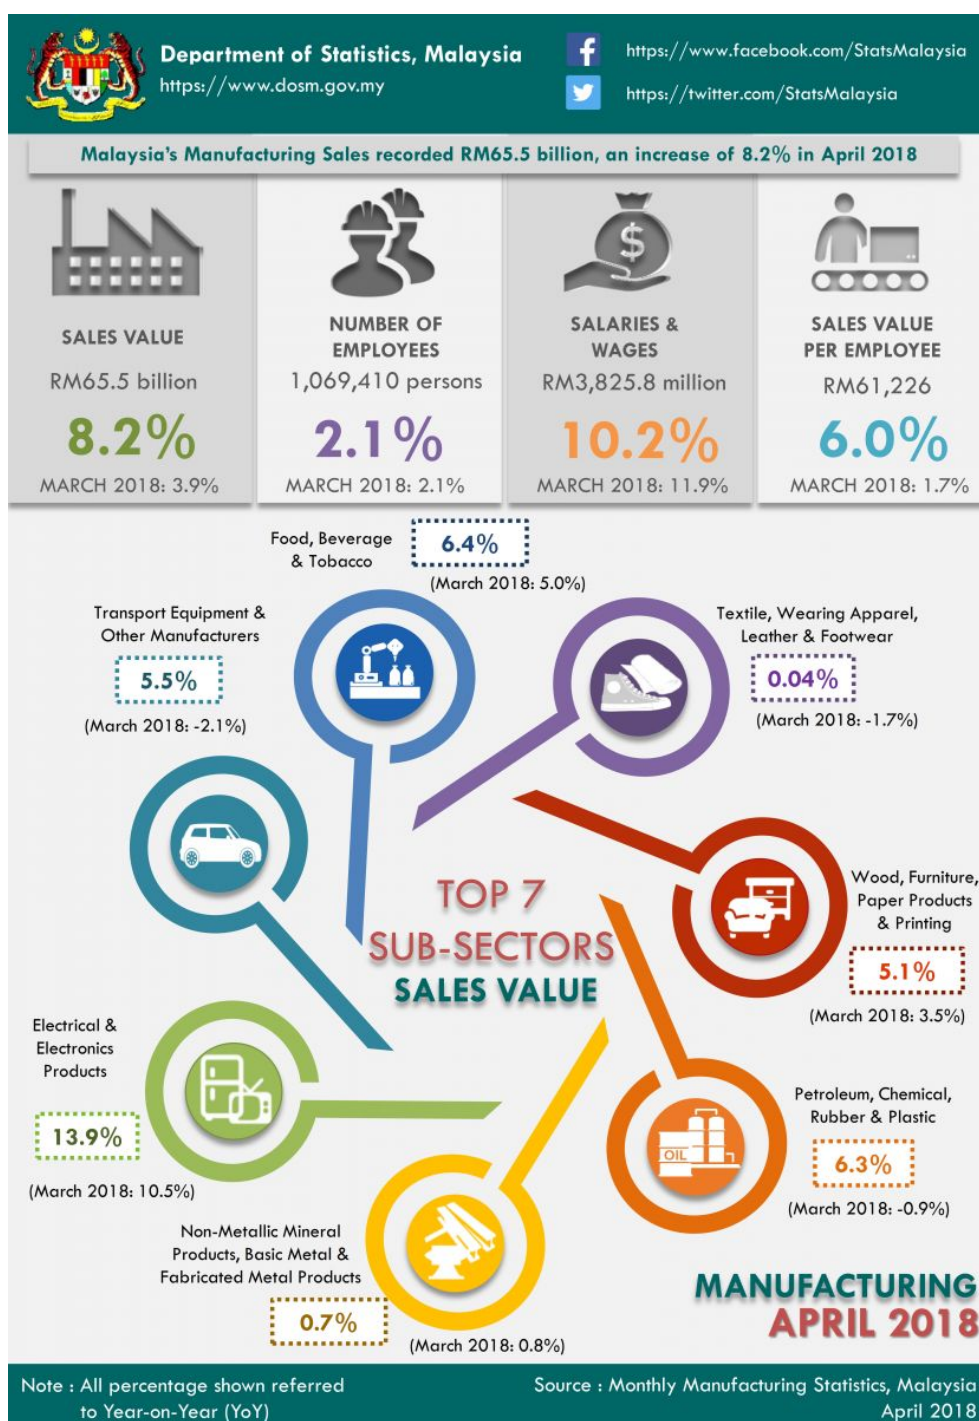 Department of Statistics, Malaysia
https://www.dosm.gov.my
https://www.facebook.com/StatsMalaysia
https://twitter.com/StatsMalaysia
Malaysia's Manufacturing Sales recorded RM65.5 billion, an increase of 8.2% in April 2018
SALES VALUE
RM65.5 billion
8.2%
MARCH 2018: 3.9%
NUMBER OF
EMPLOYEES
1,069,410 persons
2.1%
MARCH 2018: 2.1%
$
SALARIES &
WAGES
RM3,825.8 million
10.2%
MARCH 2018: 11.9%
SALES VALUE
PER EMPLOYEE
RM61,226
6.0%
MARCH 2018: 1.7%
Food, Beverage
& Tobacco
6.4%
(March 2018: 5.0%)
Transport Equipment &
Other Manufacturers
5.5%
(March 2018: -2.1%)
Textile, Wearing Apparel,
Leather & Footwear
0.04%
(March 2018: -1.7%)
TOP 7
SUB-SECTORS
SALES VALUE
Wood, Furniture,
Paper Products
& Printing
5.1%
(March 2018: 3.5%)
Electrical &
Electronics
Products
13.9%
(March 2018: 10.5%)
Petroleum, Chemical,
Rubber & Plastic
OIL
6.3%
(March 2018: -0.9%)
Non-Metallic Mineral
Products, Basic Metal &
Fabricated Metal Products
0.7%
(March 2018: 0.8%)
MANUFACTURING
APRIL 2018
Note : All percentage shown referred
to Year-on-Year (YoY)
Source : Monthly Manufacturing Statistics, Malaysia
April 2018